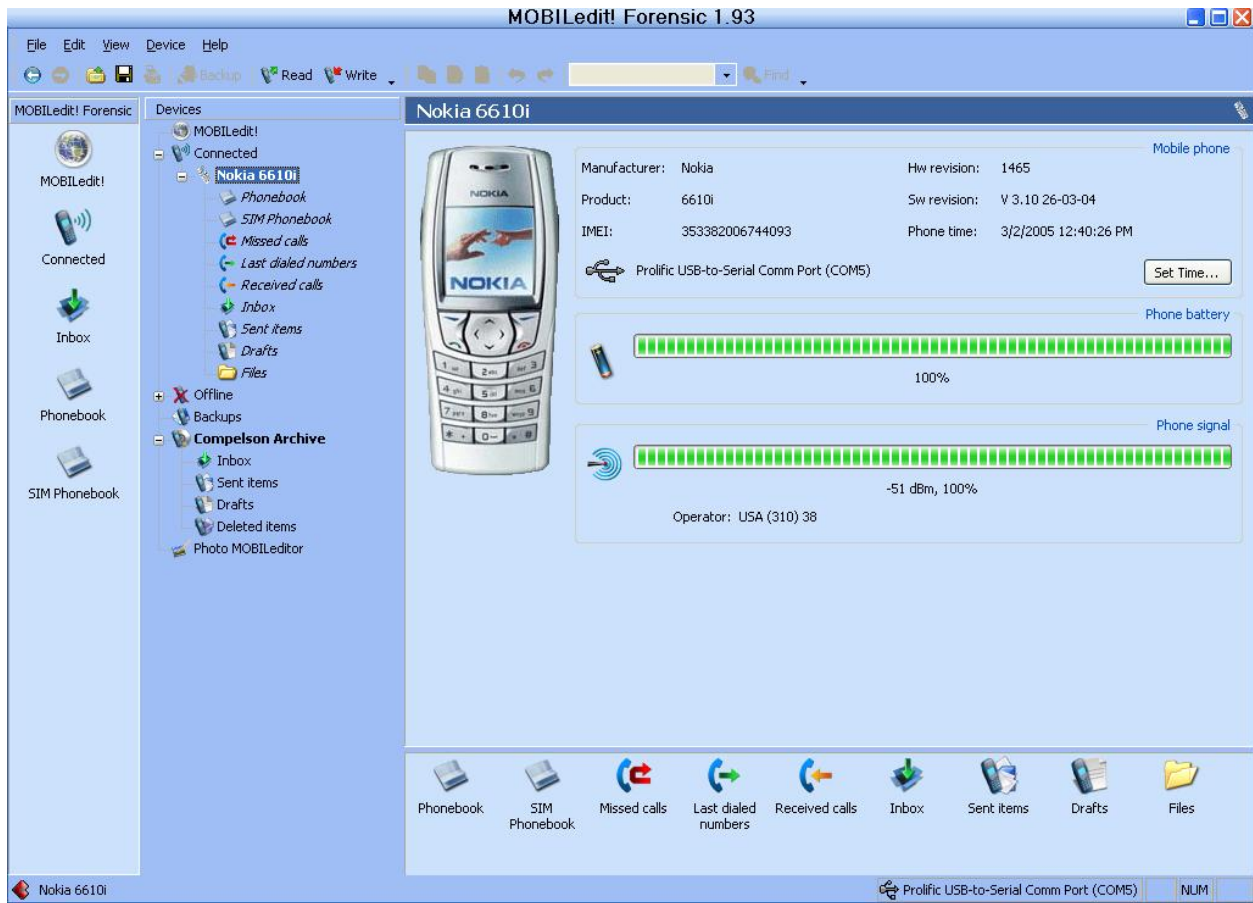 MOBILedit! Forensic 1.93
File Edit View Device Help
Backup Read Write Find
MOBILedit! Forensic
MOBILedit!
Connected
Inbox
Phonebook
SIM Phonebook
Devices
MOBILedit!
Connected
Nokia 6610i
Phonebook
SIM Phonebook
Missed calls
Last dialed numbers
Received calls
Inbox
Sent items
Drafts
Files
Offline
Backups
Compelson Archive
Inbox
Sent items
Drafts
Deleted items
Photo MOBILeditor
Nokia 6610i
NOKIA
NOKIA
Mobile phone
Manufacturer: Nokia Hw revision: 1465
Product: 6610i Sw revision: V 3.10 26-03-04
IMEI: 353382006744093 Phone time: 3/2/2005 12:40:26 PM
Prolific USB-to-Serial Comm Port (COM5) Set Time...
Phone battery
100%
Phone signal
-51 dBm, 100%
Operator: USA (310) 38
Phonebook
SIM
Phonebook
Missed calls
Last dialed
numbers
Received calls
Inbox
Sent items
Drafts
Files
Nokia 6610i Prolific USB-to-Serial Comm Port (COM5) NUM